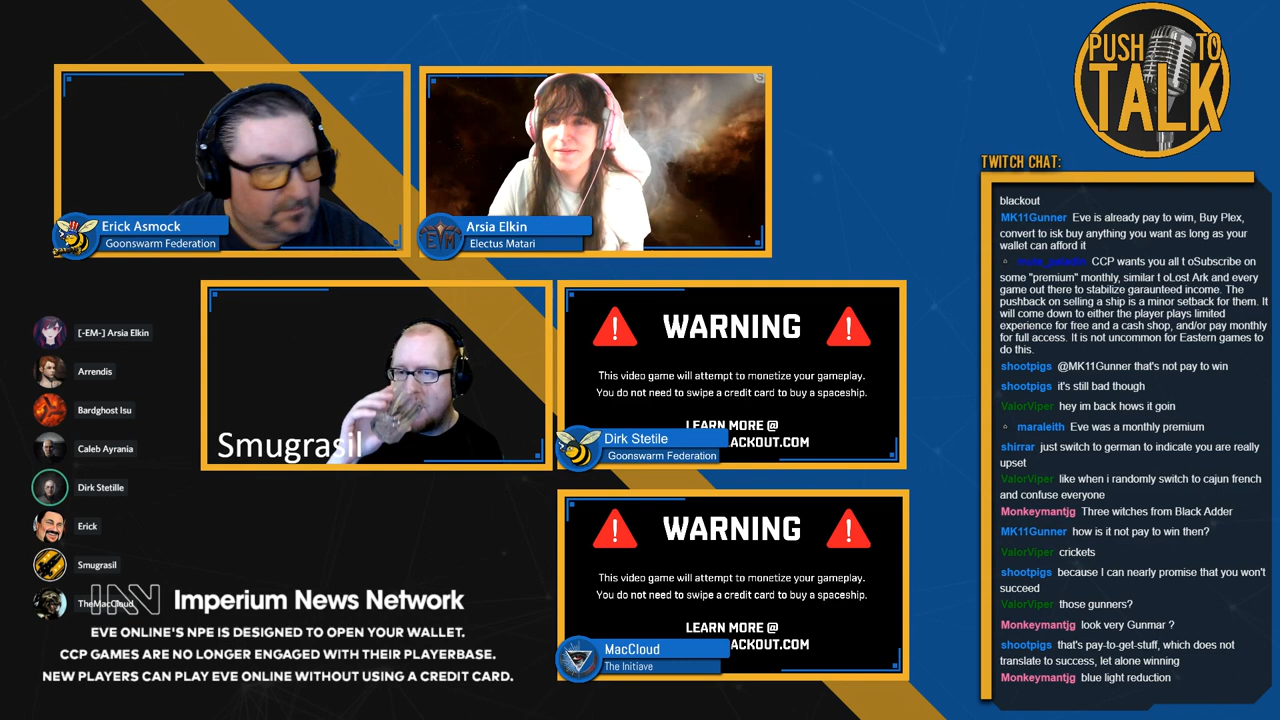 PUSH TO
TALK
TWITCH CHAT:
Erick Asmock
Goonswarm Federation
Arsia Elkin
Electus Matari
EVM
S
Smugrasil
WARNING
This video game will attempt to monetize your gameplay.
You do not need to swipe a credit card to buy a spaceship.
LEARN MORE @
ACKOUT.COM
Dirk Stetile
Goonswarm Federation
WARNING
This video game will attempt to monetize your gameplay.
You do not need to swipe a credit card to buy a spaceship.
LEARN MORE @
ACKOUT.COM
MacCloud
The Initiave
[-EM-] Arsia Elkin
Arrendis
Bardghost Isu
Caleb Ayrania
Dirk Stetille
Erick
Smugrasil
TheMacCloud
INN Imperium News Network
EVE ONLINE'S NPE IS DESIGNED TO OPEN YOUR WALLET.
CCP GAMES ARE NO LONGER ENGAGED WITH THEIR PLAYERBASE.
NEW PLAYERS CAN PLAY EVE ONLINE WITHOUT USING A CREDIT CARD.
blackout
MK11Gunner Eve is already pay to wim, Buy Plex,
convert to isk buy anything you want as long as your
wallet can afford it
CCP wants you all t oSubscribe on
some "premium" monthly, similar t oLost Ark and every
game out there to stabilize garaunteed income. The
pushback on selling a ship is a minor setback for them. It
will come down to either the player plays limited
experience for free and a cash shop, and/or pay monthly
for full access. It is not uncommon for Eastern games to
do this.
shootpigs @MK11Gunner that's not pay to win
shootpigs it's still bad though
ValorViper hey im back hows it goin
maraleith Eve was a monthly premium
shirrar just switch to german to indicate you are really
upset
ValorViper like when i randomly switch to cajun french
and confuse everyone
Monkeymantjg Three witches from Black Adder
MK11Gunner how is it not pay to win then?
ValorViper crickets
shootpigs because I can nearly promise that you won't
succeed
ValorViper those gunners?
Monkeymantjg look very Gunmar ?
shootpigs that's pay-to-get-stuff, which does not
translate to success, let alone winning
Monkeymantjg blue light reduction